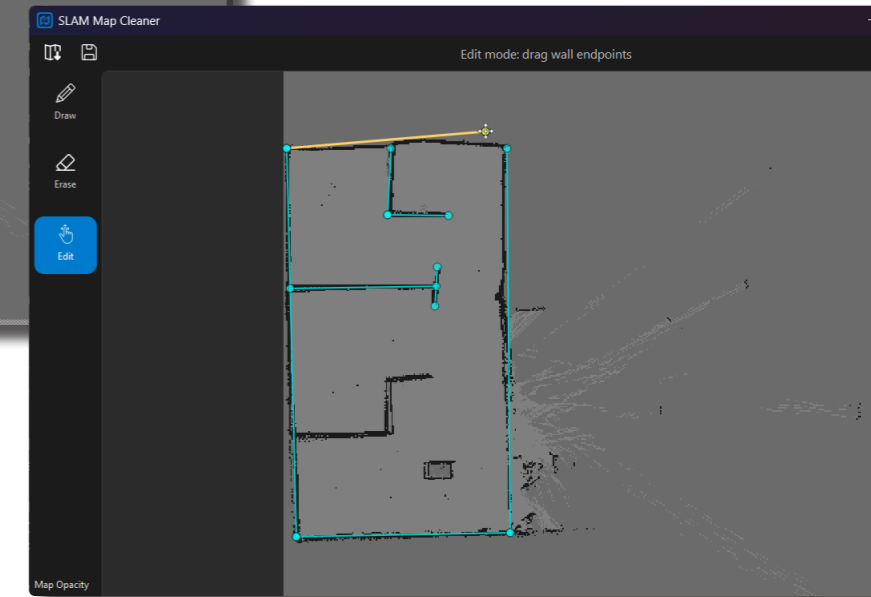 SLAM Map Cleaner
Edit mode: drag wall endpoints
Draw
Erase
Edit
Map Opacity